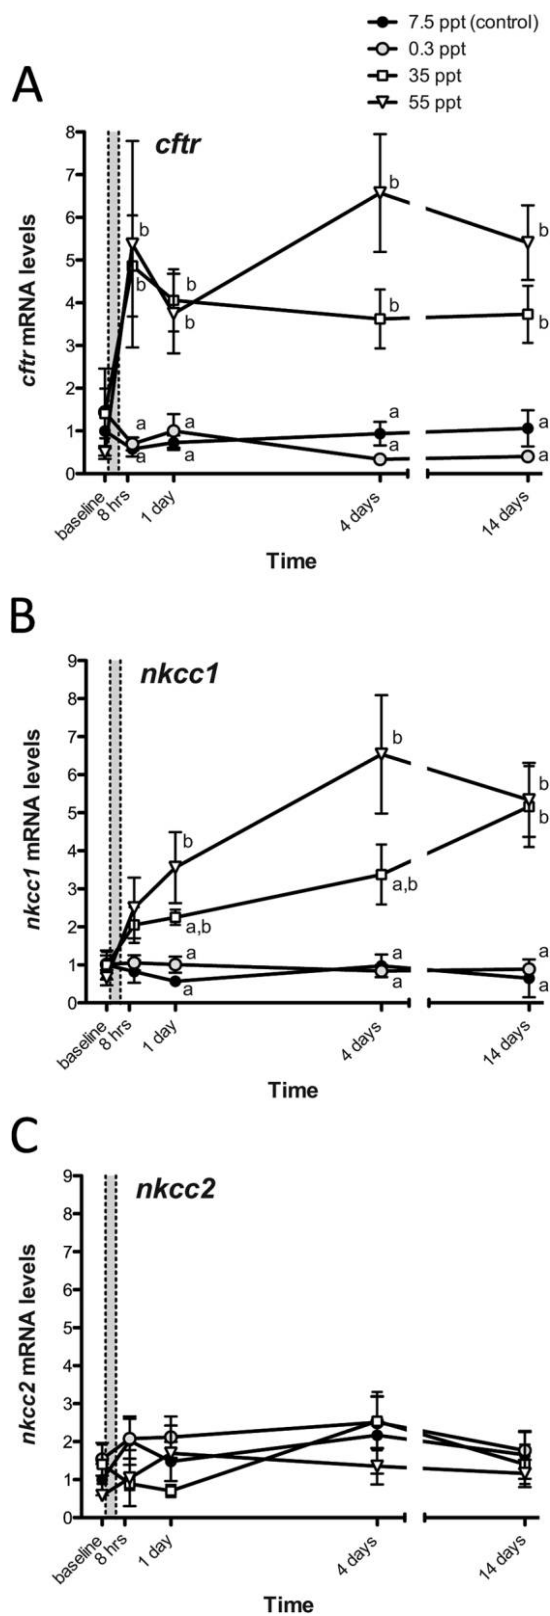 7.5 ppt (control)
0.3 ppt
35 ppt
55 ppt
A
cftr
cftr mRNA levels
8
7
6
5
4
3
2
1
0
b
b
b
b
b
b
b
b
a
a
a
a
a
a
a
a
baseline
8 hrs
1 day
4 days
14 days
Time
B
nkcc1
nkcc1 mRNA levels
9
8
7
6
5
4
3
2
1
0
b
a,b
a
a
b
a,b
a
a
b
b
a
a
baseline
8 hrs
1 day
4 days
14 days
Time
C
nkcc2
nkcc2 mRNA levels
9
8
7
6
5
4
3
2
1
0
baseline
8 hrs
1 day
4 days
14 days
Time